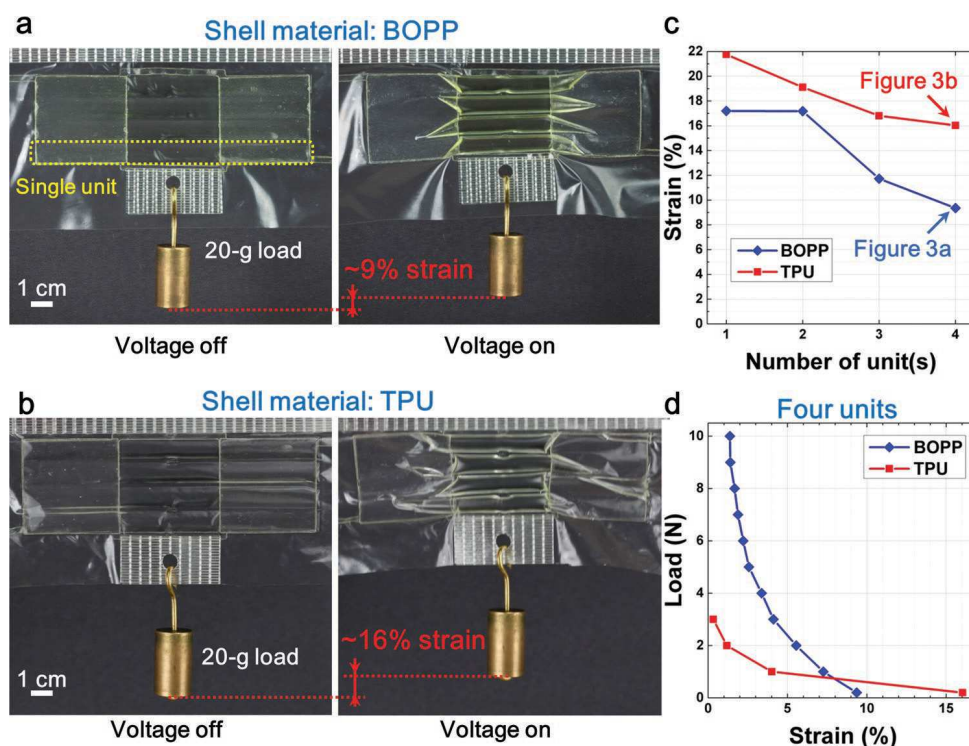 a
Shell material: BOPP
Single unit
20-g load
1 cm
~9% strain
Voltage off
Voltage on
b
Shell material: TPU
20-g load
1 cm
~16% strain
Voltage off
Voltage on
c
Strain (%)
22
20
18
16
14
12
10
8
6
4
2
0
Figure 3b
Figure 3a
BOPP
TPU
1 2 3 4
Number of unit(s)
d
Four units
Load (N)
10
8
6
4
2
0
BOPP
TPU
0 5 10 15
Strain (%)